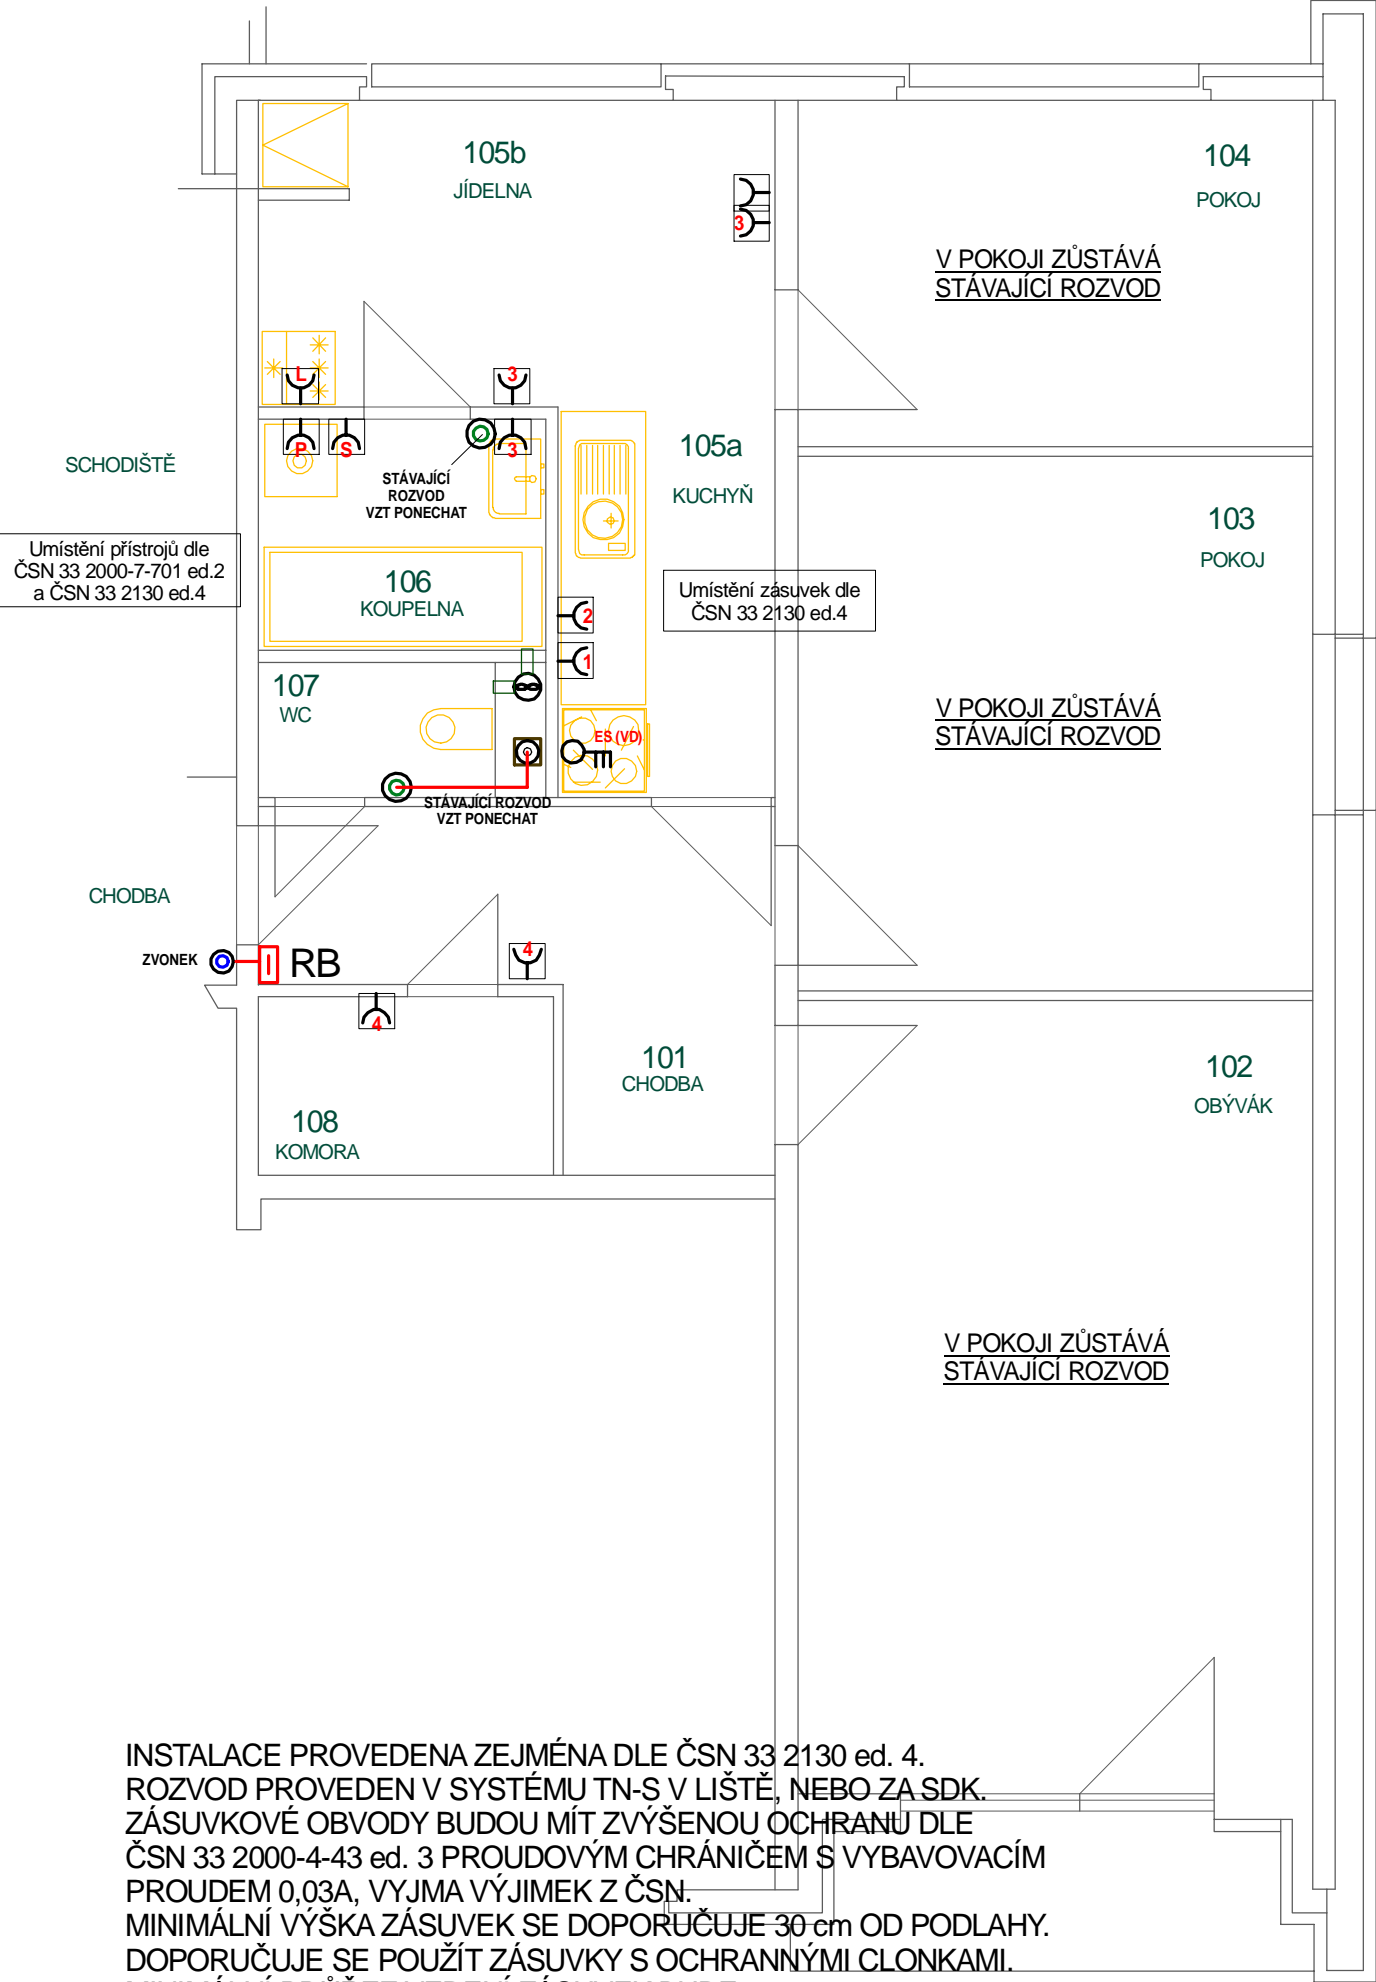 105b
JÍDELNA
104
POKOJ
3
V POKOJI ZŮSTÁVÁ
STÁVAJÍCÍ ROZVOD
L
3
P
S
3
STÁVAJÍCÍ
ROZVOD
VZT PONECHAT
105a
KUCHYŇ
SCHODIŠTĚ
103
POKOJ
Umístění přístrojů dle
ČSN 33 2000-7-701 ed.2
a ČSN 33 2130 ed.4
106
KOUPELNA
Umístění zásuvek dle
ČSN 33 2130 ed.4
2
1
107
WC
V POKOJI ZŮSTÁVÁ
STÁVAJÍCÍ ROZVOD
ES (VD)
STÁVAJÍCÍ ROZVOD
VZT PONECHAT
CHODBA
ZVONEK
RB
4
4
101
CHODBA
102
OBÝVÁK
108
KOMORA
V POKOJI ZŮSTÁVÁ
STÁVAJÍCÍ ROZVOD
INSTALACE PROVEDENA ZEJMÉNA DLE ČSN 33 2130 ed. 4.
ROZVOD PROVEDEN V SYSTÉMU TN-S V LIŠTĚ, NEBO ZA SDK.
ZÁSUVKOVÉ OBVODY BUDOU MÍT ZVÝŠENOU OCHRANU DLE
ČSN 33 2000-4-43 ed. 3 PROUDOVÝM CHRÁNIČEM S VYBAVOVACÍM
PROUDEM 0,03A, VYJMA VÝJIMEK Z ČSN.
MINIMÁLNÍ VÝŠKA ZÁSUVEK SE DOPORUČUJE 30 cm OD PODLAHY.
DOPORUČUJE SE POUŽÍT ZÁSUVKY S OCHRANNÝMI CLONKAMI.